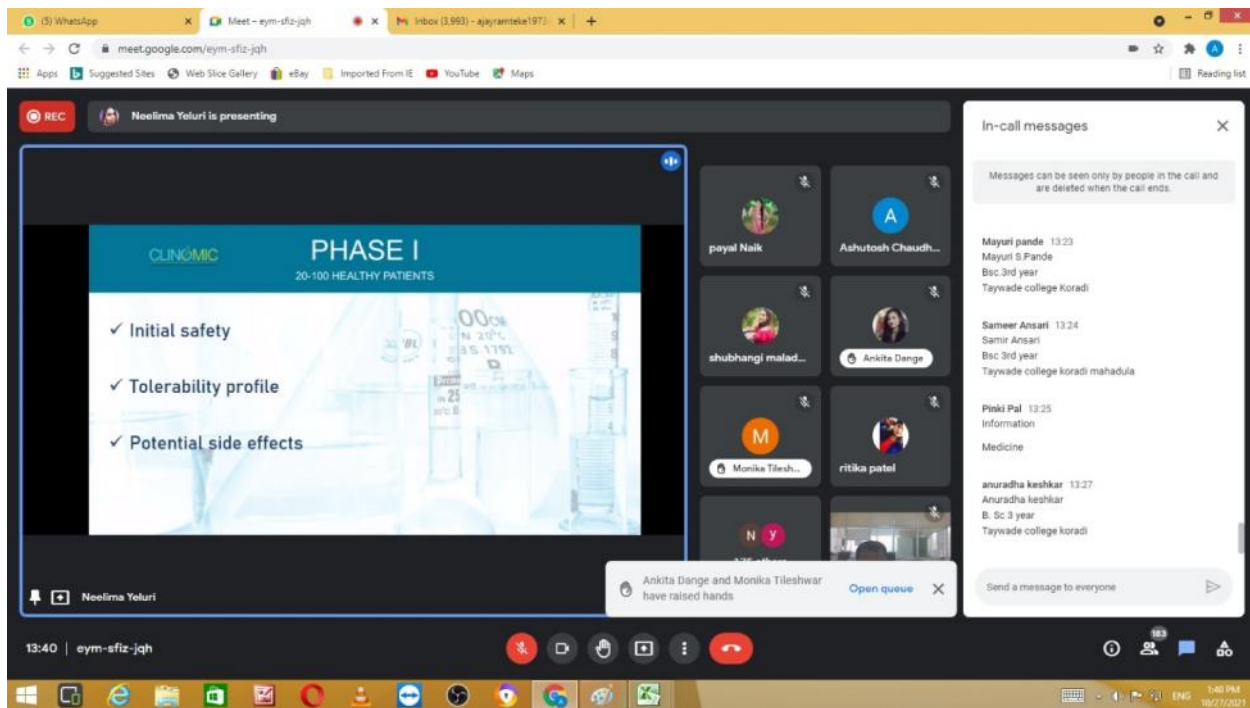 (5) WhatsApp
Meet – eym-sfiz-jqh
Inbox (3,993) - ajayramteke1973
meet.google.com/eym-sfiz-jqh
Apps Suggested Sites Web Slice Gallery eBay Imported From IE YouTube Maps Reading list
REC
Neelima Yeluri is presenting
CLINOMIC
PHASE I
20-100 HEALTHY PATIENTS
✓ Initial safety
✓ Tolerability profile
✓ Potential side effects
Neelima Yeluri
payal Naik
A
Ashutosh Chaudh...
shubhangi malad...
Ankita Dange
M
Monika Tilesh...
ritika patel
N y
Ankita Dange and Monika Tileshwar
have raised hands
Open queue
In-call messages
Messages can be seen only by people in the call and
are deleted when the call ends.
Mayuri pande 13:23
Mayuri S.Pande
Bsc.3rd year
Taywade college Koradi
Sameer Ansari 13:24
Samir Ansari
Bsc 3rd year
Taywade college koradi mahadula
Pinki Pal 13:25
Information
Medicine
anuradha keshkar 13:27
Anuradha keshkar
B. Sc 3 year
Taywade college koradi
Send a message to everyone
13:40 | eym-sfiz-jqh
183
ENG
1:40 PM
10/27/2021